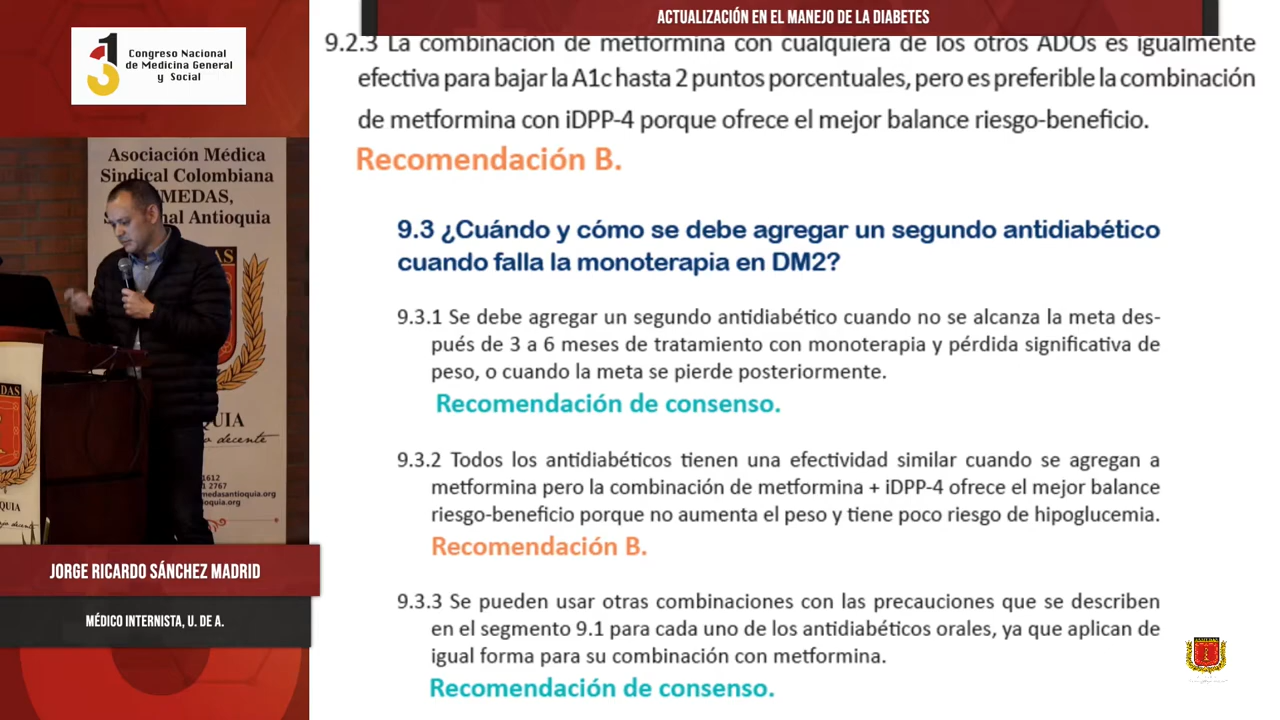 ACTUALIZACIÓN EN EL MANEJO DE LA DIABETES
13
Congreso Nacional
de Medicina General
y Social
9.2.3 La combinación de metformina con cualquiera de los otros ADOs es igualmente
efectiva para bajar la A1c hasta 2 puntos porcentuales, pero es preferible la combinación
de metformina con iDPP-4 porque ofrece el mejor balance riesgo-beneficio.
Recomendación B.
9.3 ¿Cuándo y cómo se debe agregar un segundo antidiabético
cuando falla la monoterapia en DM2?
9.3.1 Se debe agregar un segundo antidiabético cuando no se alcanza la meta des-
pués de 3 a 6 meses de tratamiento con monoterapia y pérdida significativa de
peso, o cuando la meta se pierde posteriormente.
Recomendación de consenso.
9.3.2 Todos los antidiabéticos tienen una efectividad similar cuando se agregan a
metformina pero la combinación de metformina + iDPP-4 ofrece el mejor balance
riesgo-beneficio porque no aumenta el peso y tiene poco riesgo de hipoglucemia.
Recomendación B.
9.3.3 Se pueden usar otras combinaciones con las precauciones que se describen
en el segmento 9.1 para cada uno de los antidiabéticos orales, ya que aplican de
igual forma para su combinación con metformina.
Recomendación de consenso.
Asociación Médica
Sindical Colombiana
MEDAS,
nal Antioquia
QUIA
decente
1612
1 2767
medasantioquia.org
ioquia.org
JORGE RICARDO SÁNCHEZ MADRID
MÉDICO INTERNISTA, U. DE A.